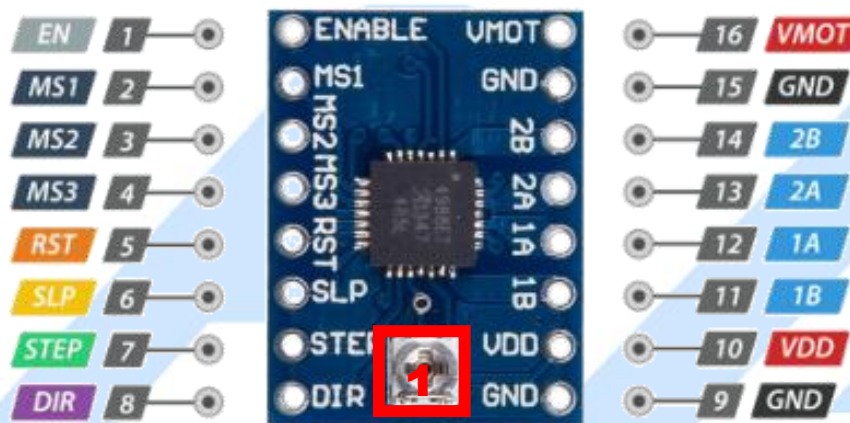 EN 1 ENABLE VMOT 16 VMOT
MS1 2 MS1 GND 15 GND
MS2 3 MS2 2B 14 2B
MS3 4 MS3 2A 13 2A
RST 5 RST 1A 12 1A
SLP 6 SLP 1B 11 1B
STEP 7 STEP VDD 10 VDD
DIR 8 DIR 1 GND 9 GND